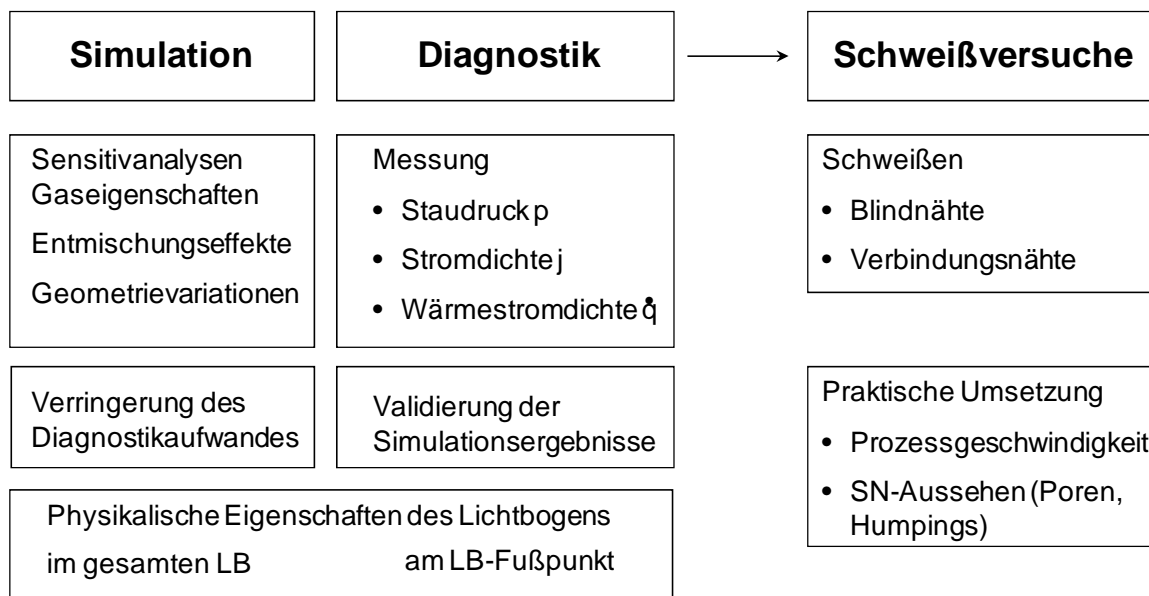 Simulation
Diagnostik
Schweißversuche
Sensitivanalysen
Gaseigenschaften
Entmischungseffekte
Geometrievariationen
Messung
• Staudruck p
• Stromdichte j
• Wärmestromdichte q̇
Schweißen
• Blindnähte
• Verbindungsnähte
Verringerung des
Diagnostikaufwandes
Validierung der
Simulationsergebnisse
Praktische Umsetzung
• Prozessgeschwindigkeit
• SN-Aussehen (Poren,
Humpings)
Physikalische Eigenschaften des Lichtbogens
im gesamten LB
am LB-Fußpunkt